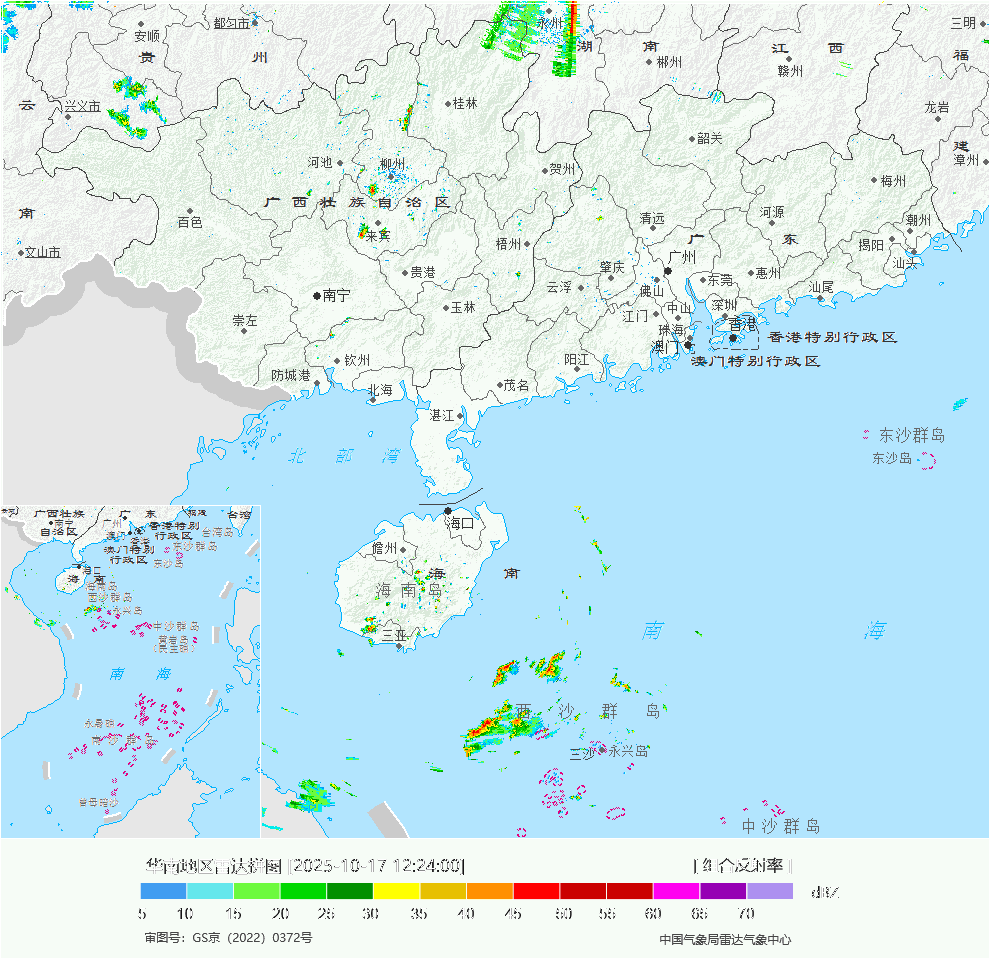 永州
三明
安顺
都匀市
贵
州
湖
南
江
西
福
郴州
赣州
云
兴义市
桂林
龙岩
韶关
建
漳州
河池
柳州
贺州
梅州
广西壮族自治区
南
百色
来宾
梧州
清远
河源
潮州
广
东
揭阳
文山市
汕头
广州
肇庆
贵港
东莞
惠州
云浮
佛山
汕尾
南宁
玉林
江门
中山
深圳
崇左
珠海
香港
香港特别行政区
澳门
澳门特别行政区
钦州
阳江
防城港
茂名
北海
湛江
东沙群岛
北部湾
东沙岛
海口
儋州
海
南
海南岛
三亚
南
海
西沙群岛
三沙
永兴岛
中沙群岛
广西壮族
自治区
南宁
广东
福建
台湾
广州
香港特别
行政区
澳门
香港
澳门特别
行政区
台湾岛
东沙群岛
东沙岛
海口
海南
海南岛
西沙群岛
永兴岛
中沙群岛
黄岩岛
(民主礁)
南海
永暑礁
南沙群岛
曾母暗沙
华南地区雷达拼图 [2025-10-17 12:24:00]
[ 组合反射率 ]
5 10 15 20 25 30 35 40 45 50 55 60 65 70
dBZ
审图号：GS京（2022）0372号
中国气象局雷达气象中心